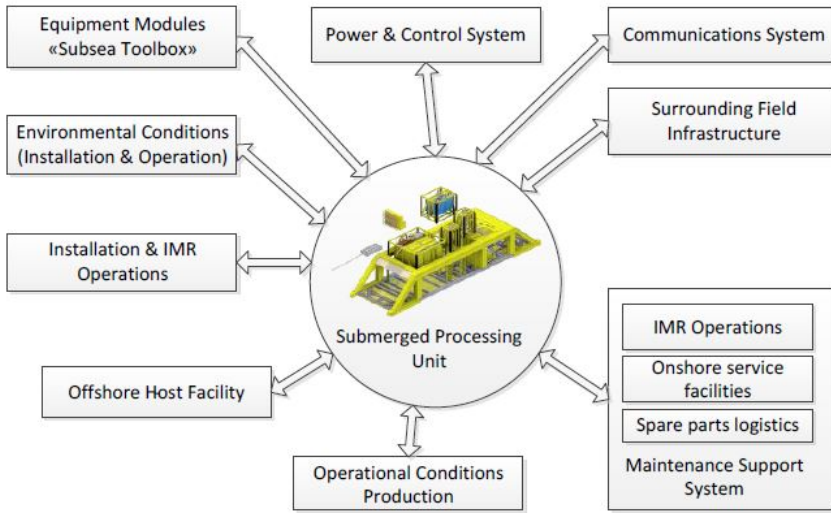 Equipment Modules
«Subsea Toolbox»
Power & Control System
Communications System
Surrounding Field
Infrastructure
Environmental Conditions
(Installation & Operation)
Installation & IMR
Operations
Submerged Processing
Unit
Offshore Host Facility
Operational Conditions
Production
IMR Operations
Onshore service
facilities
Spare parts logistics
Maintenance Support
System